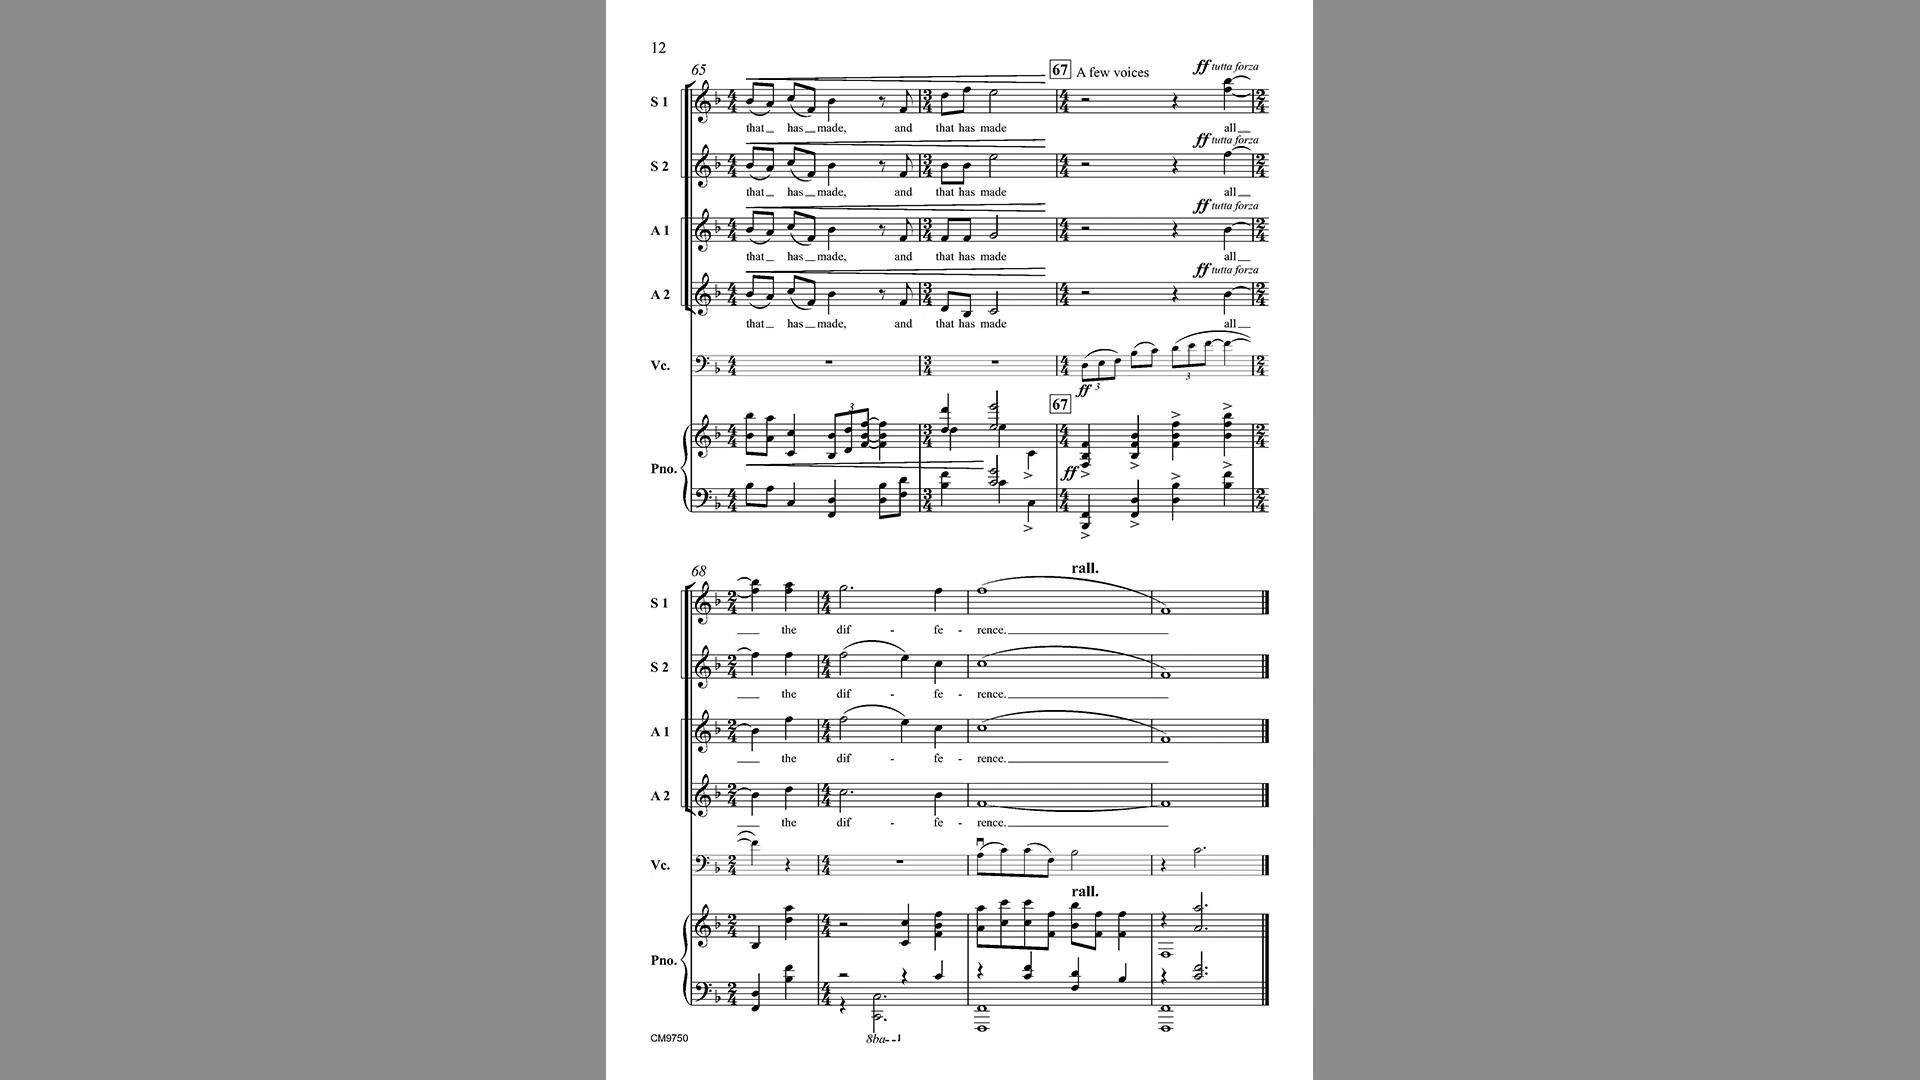 12
65
67 A few voices
ff tutta forza
S 1
that has made, and that has made all
ff tutta forza
S 2
that has made, and that has made all
ff tutta forza
A 1
that has made, and that has made all
ff tutta forza
A 2
that has made, and that has made all
Vc.
3 3
ff
67
3
Pno.
ff
68
rall.
S 1
the dif - fe - rence.
S 2
the dif - fe - rence.
A 1
the dif - fe - rence.
A 2
the dif - fe - rence.
Vc.
rall.
Pno.
CM9750
8ba